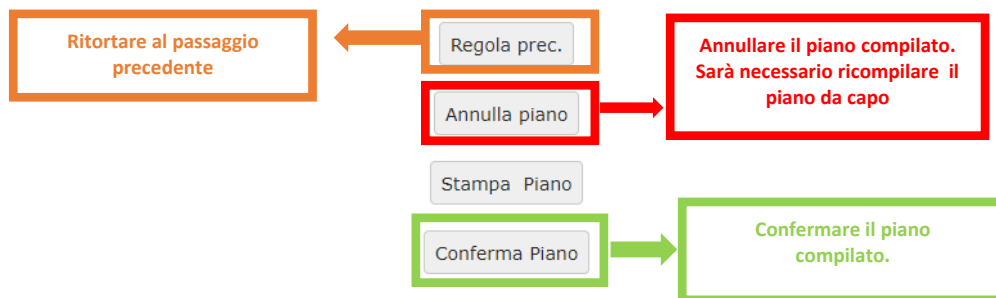 Ritortare al passaggio
precedente
Regola prec.
Annullare il piano compilato.
Sarà necessario ricompilare il
piano da capo
Annulla piano
Stampa Piano
Conferma Piano
Confermare il piano
compilato.